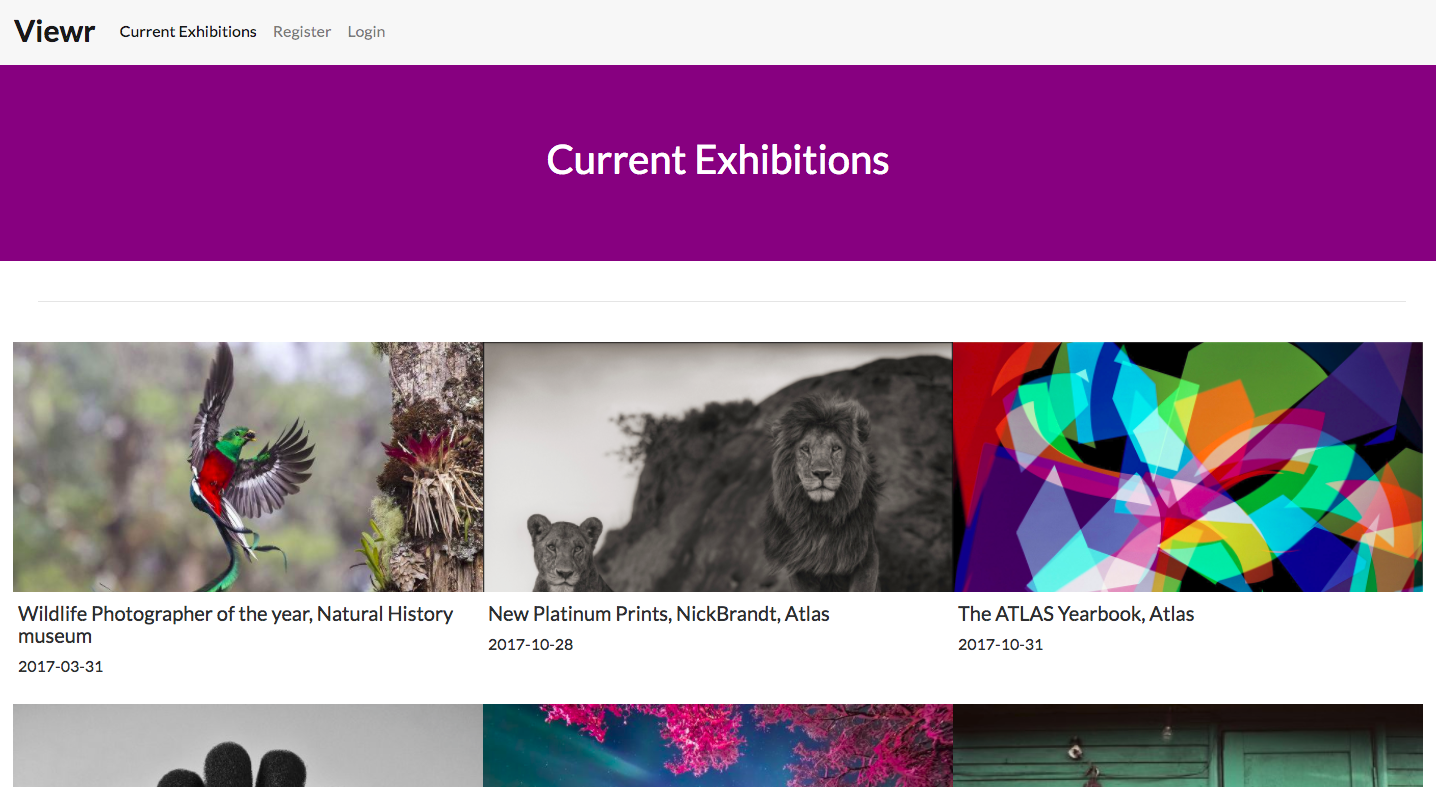 Viewr Current Exhibitions Register Login
Current Exhibitions
Wildlife Photographer of the year, Natural History
museum
2017-03-31
New Platinum Prints, NickBrandt, Atlas
2017-10-28
The ATLAS Yearbook, Atlas
2017-10-31